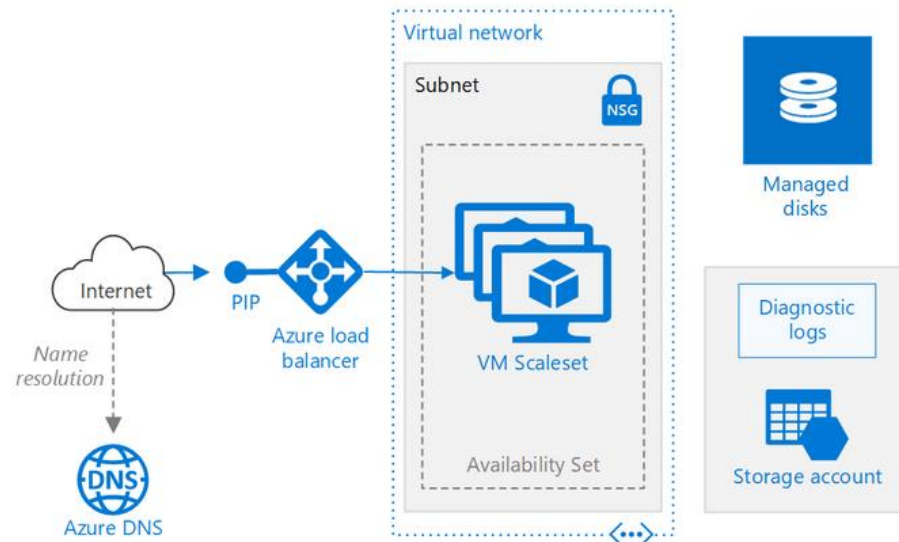 Virtual network
Subnet
NSG
Managed
disks
Internet
PIP
Azure load
balancer
VM Scaleset
Diagnostic
logs
Name
resolution
Availability Set
Storage account
DNS
Azure DNS